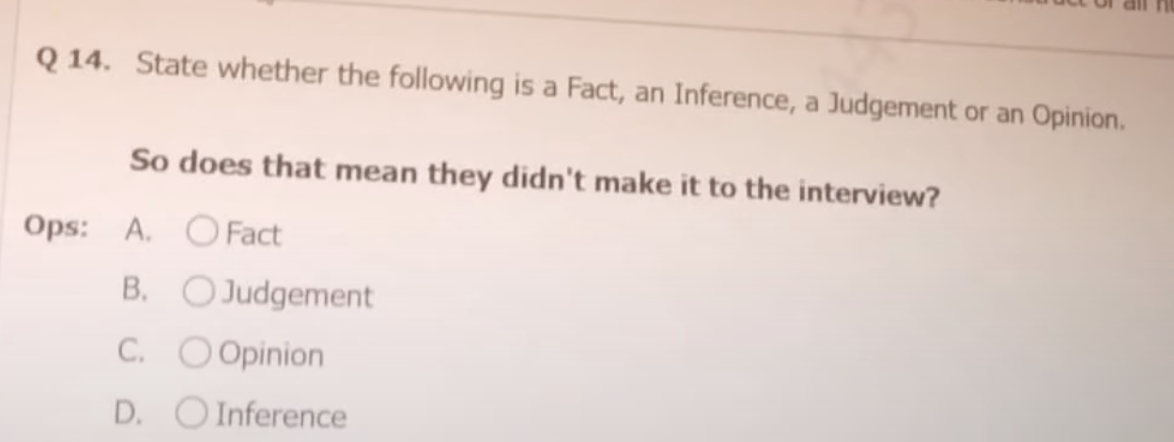 Q 14. State whether the following is a Fact, an Inference, a Judgement or an Opinion.
So does that mean they didn't make it to the interview?
Ops: A. Fact
B. Judgement
C. Opinion
D. Inference